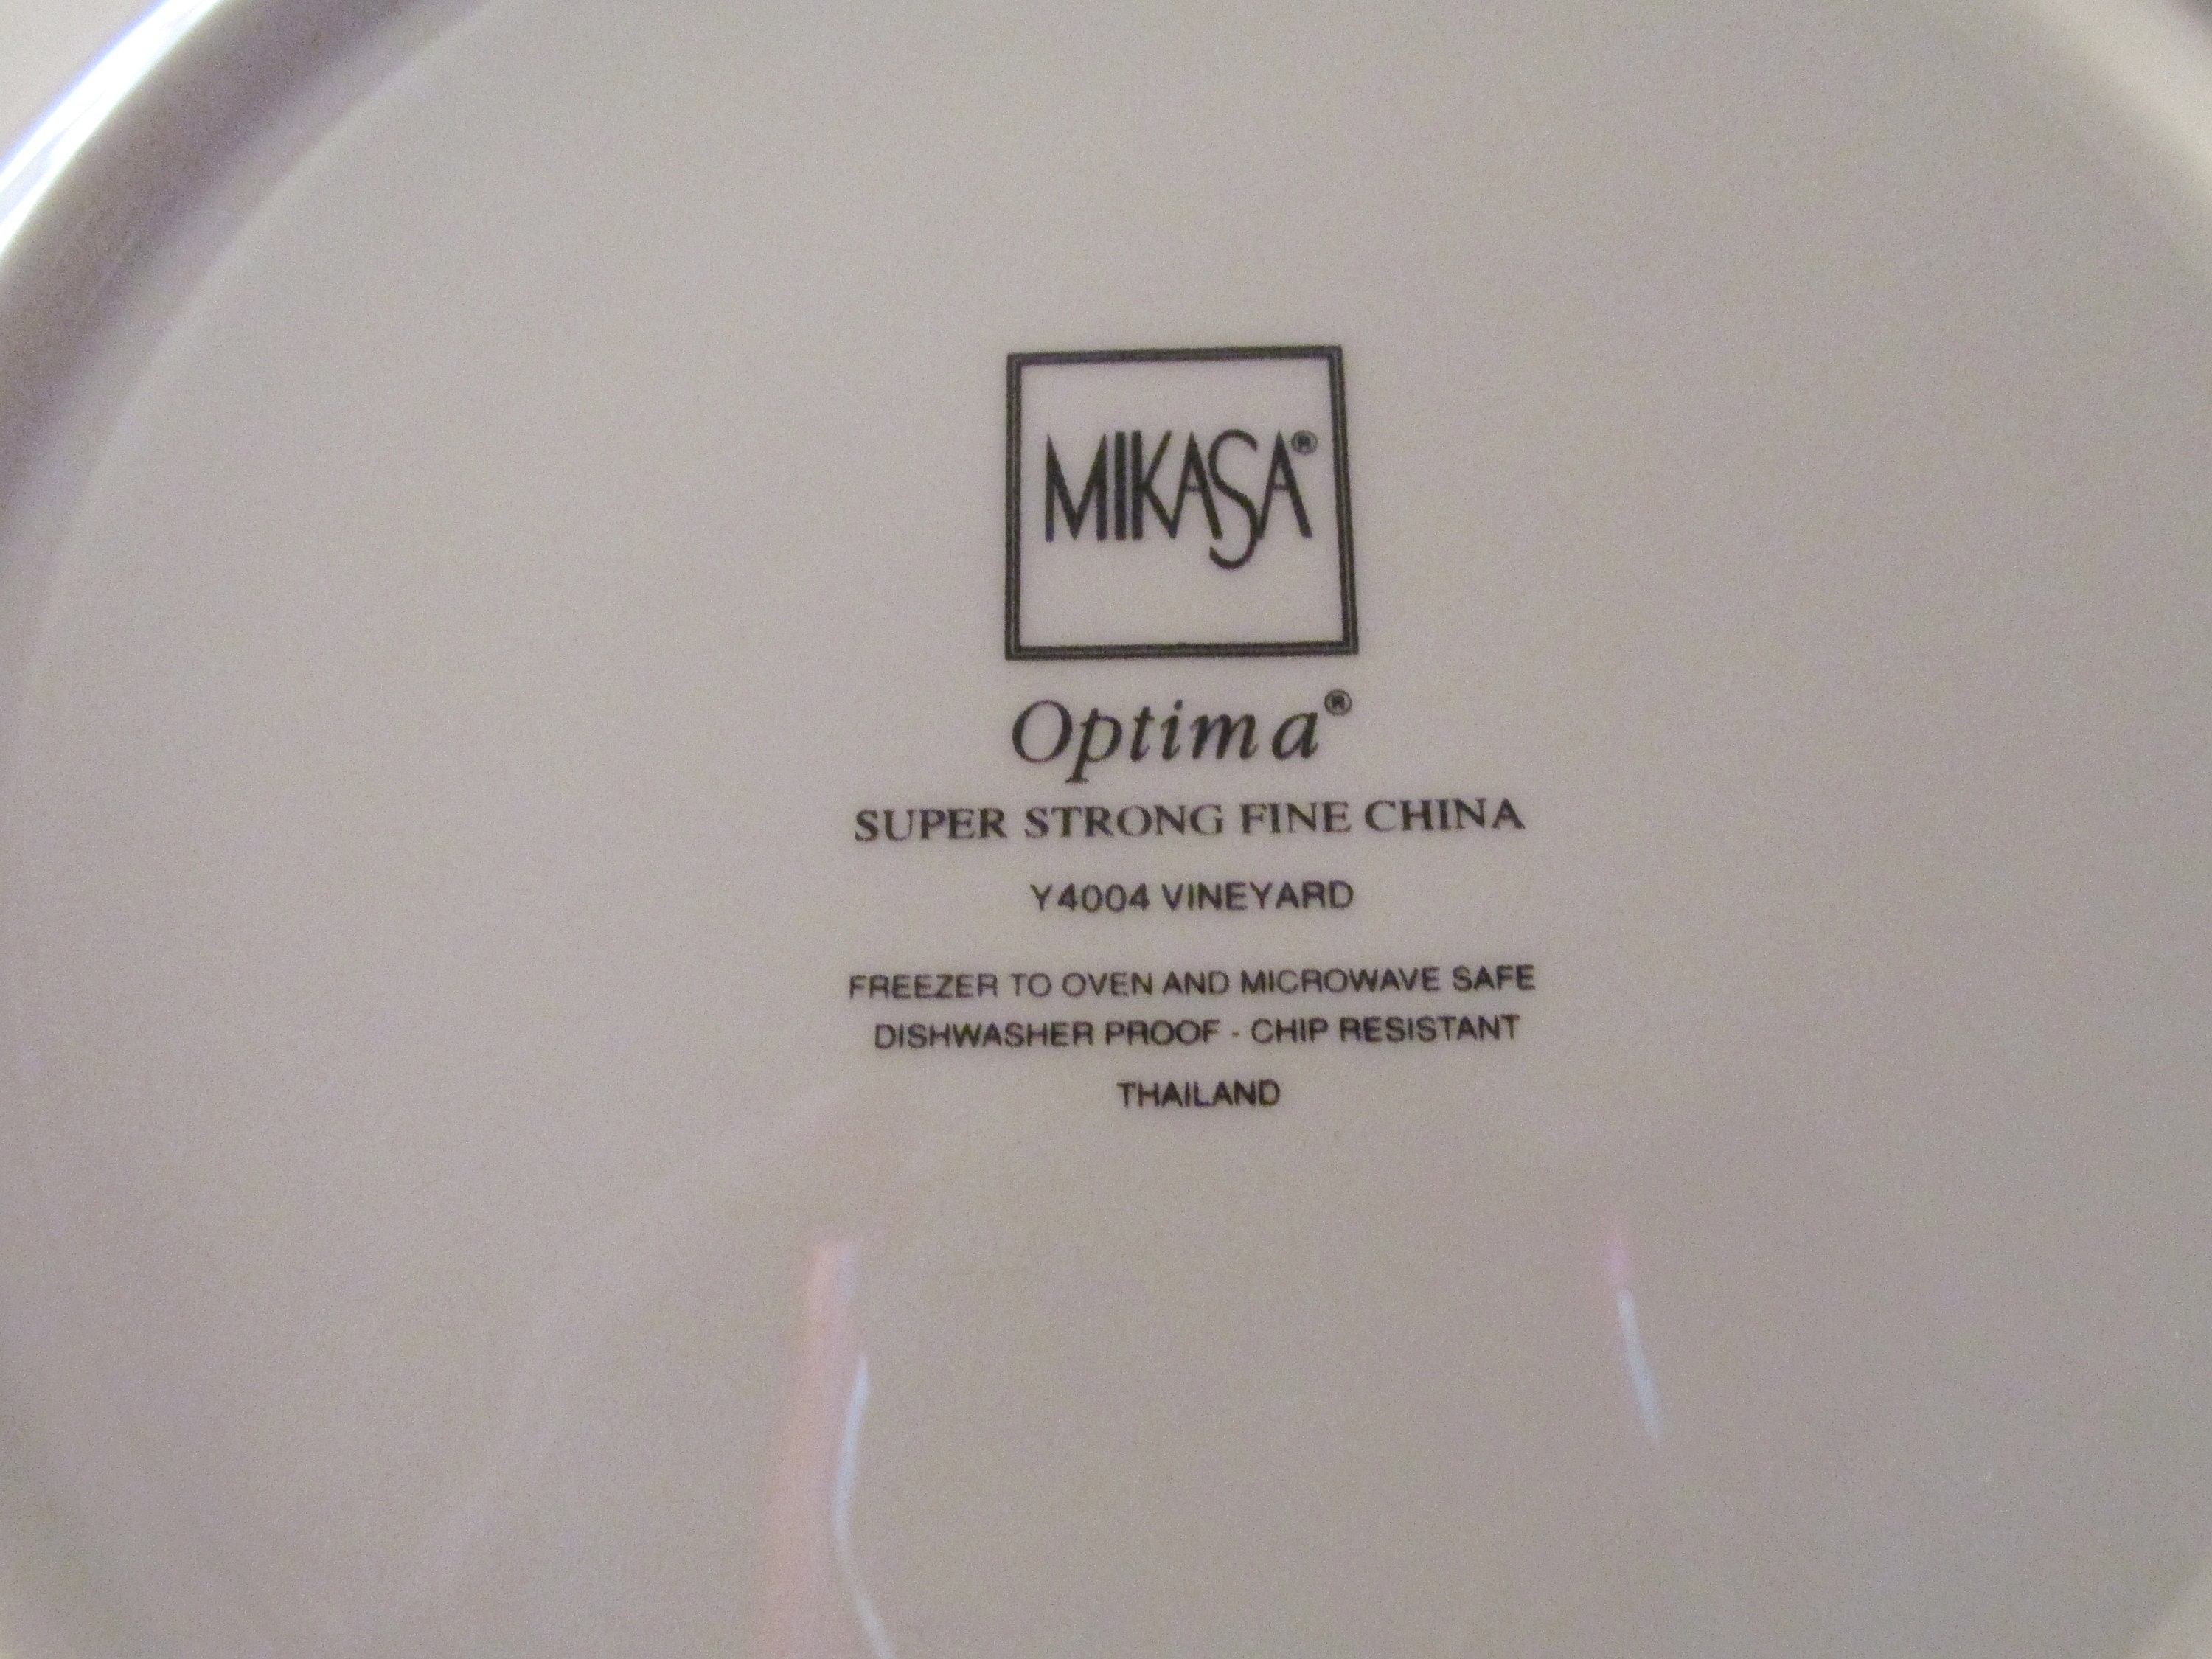 MIKASA®
Optima®
SUPER STRONG FINE CHINA
Y4004 VINEYARD
FREEZER TO OVEN AND MICROWAVE SAFE
DISHWASHER PROOF - CHIP RESISTANT
THAILAND